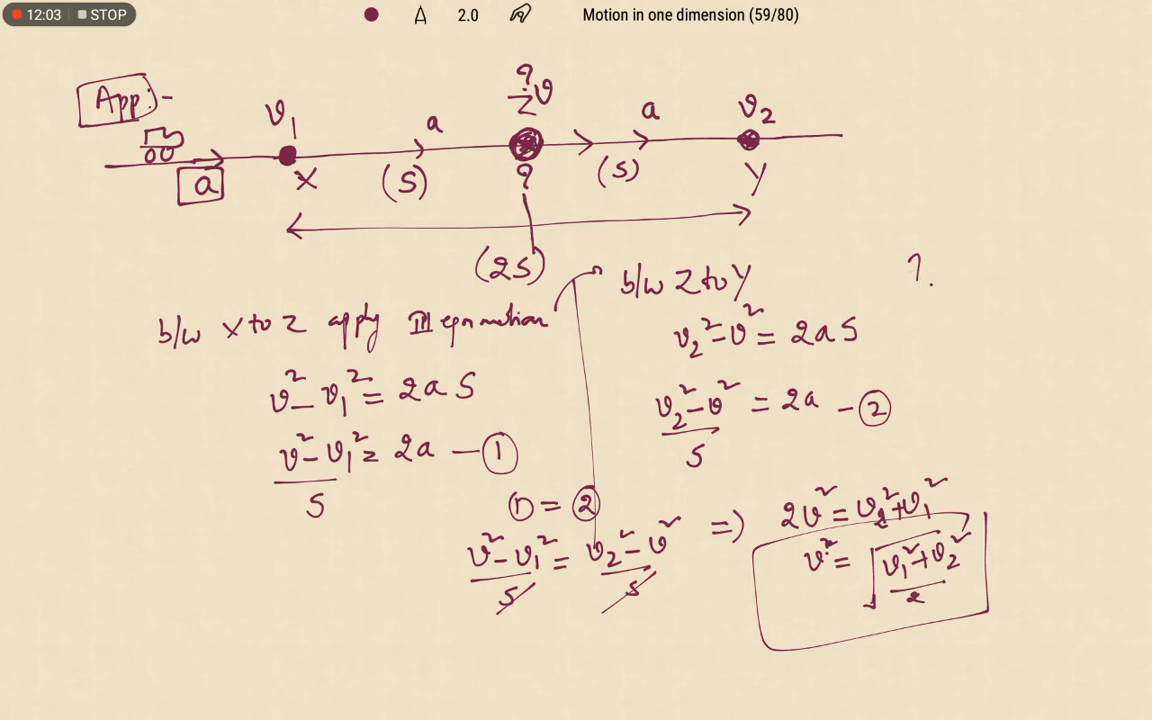 12:03 STOP
2.0
Motion in one dimension (59/80)
App:-
v₁ a ? z v a v₂
a x (S) ? (S) y
(2S)
b/w x to z apply III eqn motion
v² - v₁² = 2aS
v² - v₁² / S = 2a — ①
b/w z to y
v₂² - v² = 2aS
v₂² - v² / S = 2a - ②
?.
① = ②
v² - v₁² / S = v₂² - v² / S
=) 2v² = v₂² + v₁²
v² = √(v₁² + v₂² / 2)